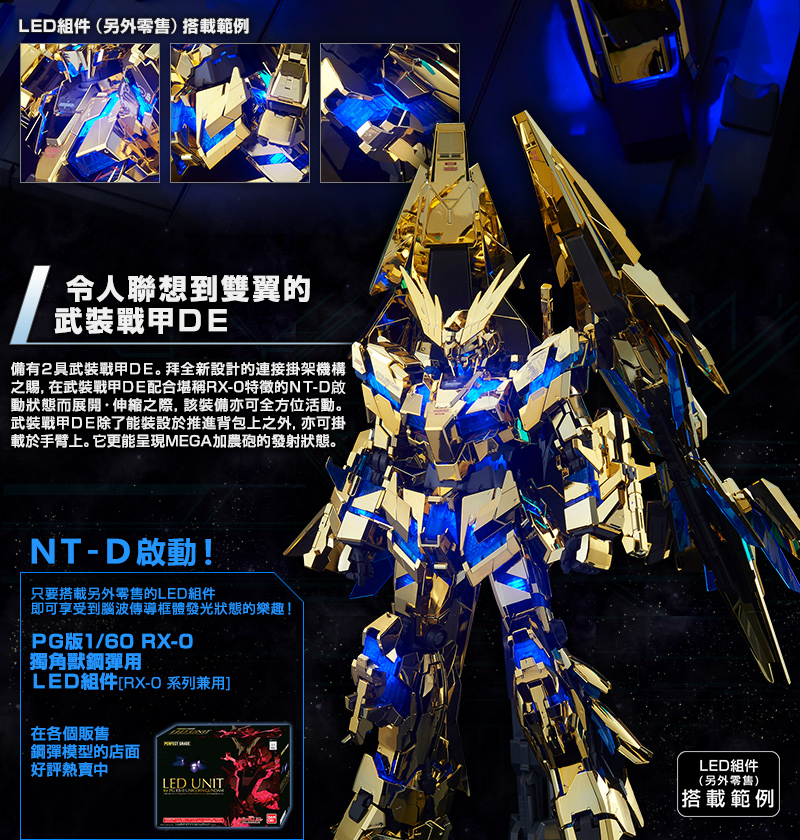 LED組件（另外零售）搭載範例
令人聯想到雙翼的
武裝戰甲DE
備有2具武裝戰甲DE。拜全新設計的連接掛架機構
之賜，在武裝戰甲DE配合堪稱RX-0特徵的NT-D啟
動狀態而展開・伸縮之際，該裝備亦可全方位活動。
武裝戰甲DE除了能裝設於推進背包上之外，亦可掛
載於手臂上。它更能呈現MEGA加農砲的發射狀態。
NT-D啟動！
只要搭載另外零售的LED組件
即可享受到腦波傳導框體發光狀態的樂趣！
PG版1/60 RX-0
獨角獸鋼彈用
LED組件[RX-0 系列兼用]
在各個販售
鋼彈模型的店面
好評熱賣中
PERFECT GRADE
LED UNIT
for PG RX-0 UNICORN GUNDAM
LED組件
（另外零售）
搭載範例